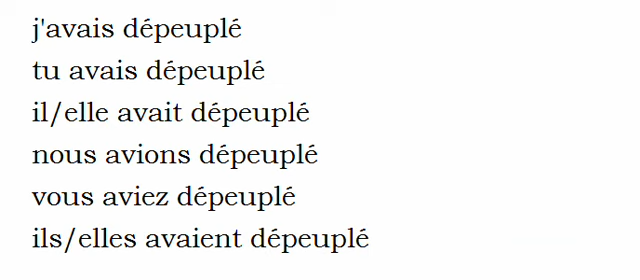 j'avais dépeuplé
tu avais dépeuplé
il/elle avait dépeuplé
nous avions dépeuplé
vous aviez dépeuplé
ils/elles avaient dépeuplé